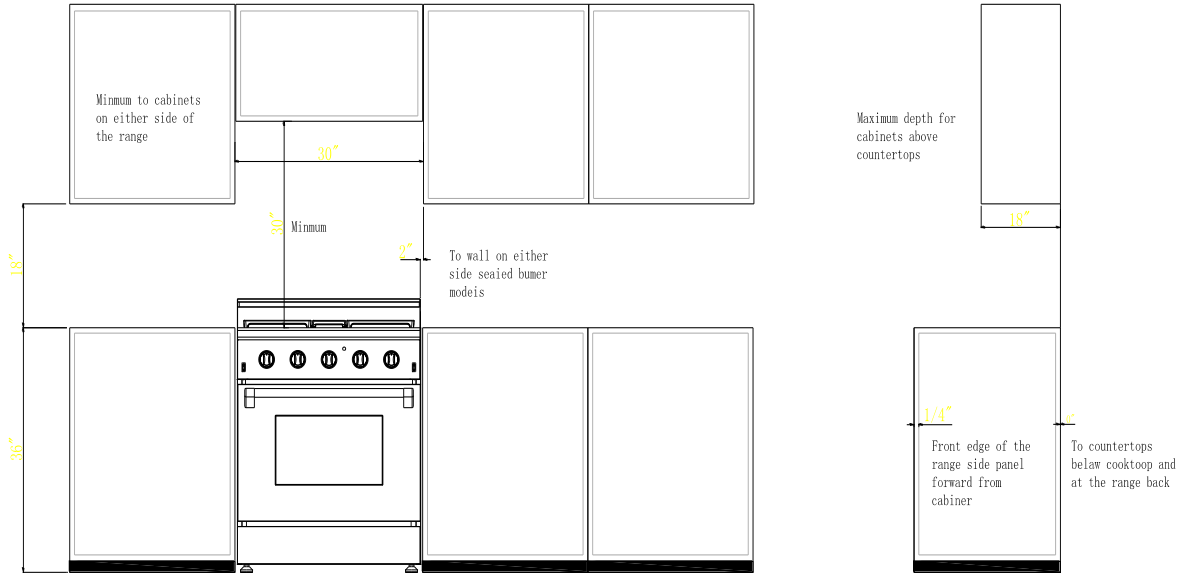 Minmum to cabinets
on either side of
the range
30"
30"
Minmum
18"
2"
To wall on either
side seaied bumer
modeis
36"
Maximum depth for
cabinets above
countertops
18"
1/4"
Front edge of the
range side panel
forward from
cabiner
To countertops
belaw cooktoop and
at the range back